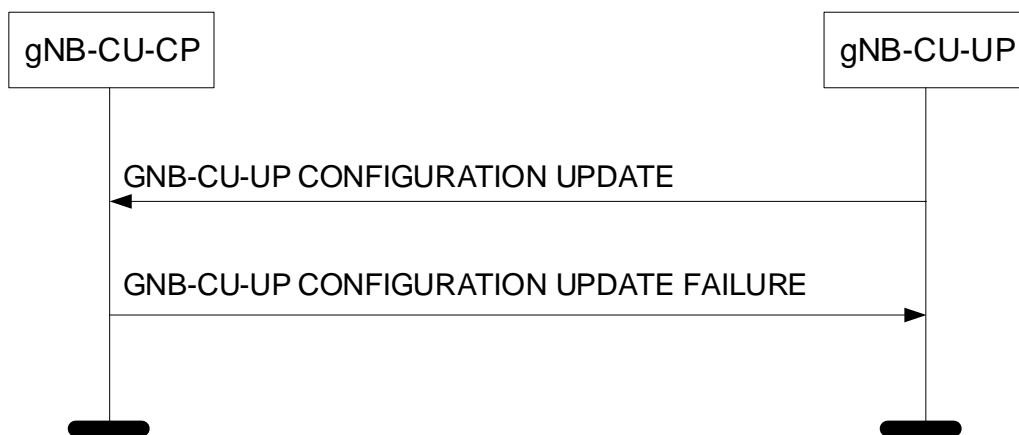 gNB-CU-CP
gNB-CU-UP
GNB-CU-UP CONFIGURATION UPDATE
GNB-CU-UP CONFIGURATION UPDATE FAILURE